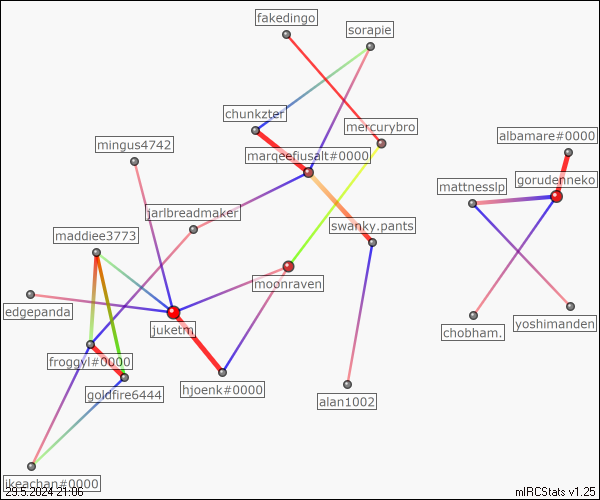 fakedingo
sorapie
chunkzter
mercurybro
albamare#0000
mingus4742
marqeefiusalt#0000
gorudenneko
mattnesslp
jarlbreadmaker
swanky.pants
maddiee3773
moonraven
edgepanda
juketm
chobham.
yoshimanden
froggyl#0000
goldfire6444
hjoenk#0000
alan1002
ikeachan#0000
29.5.2024 21:06
mIRCStats v1.25